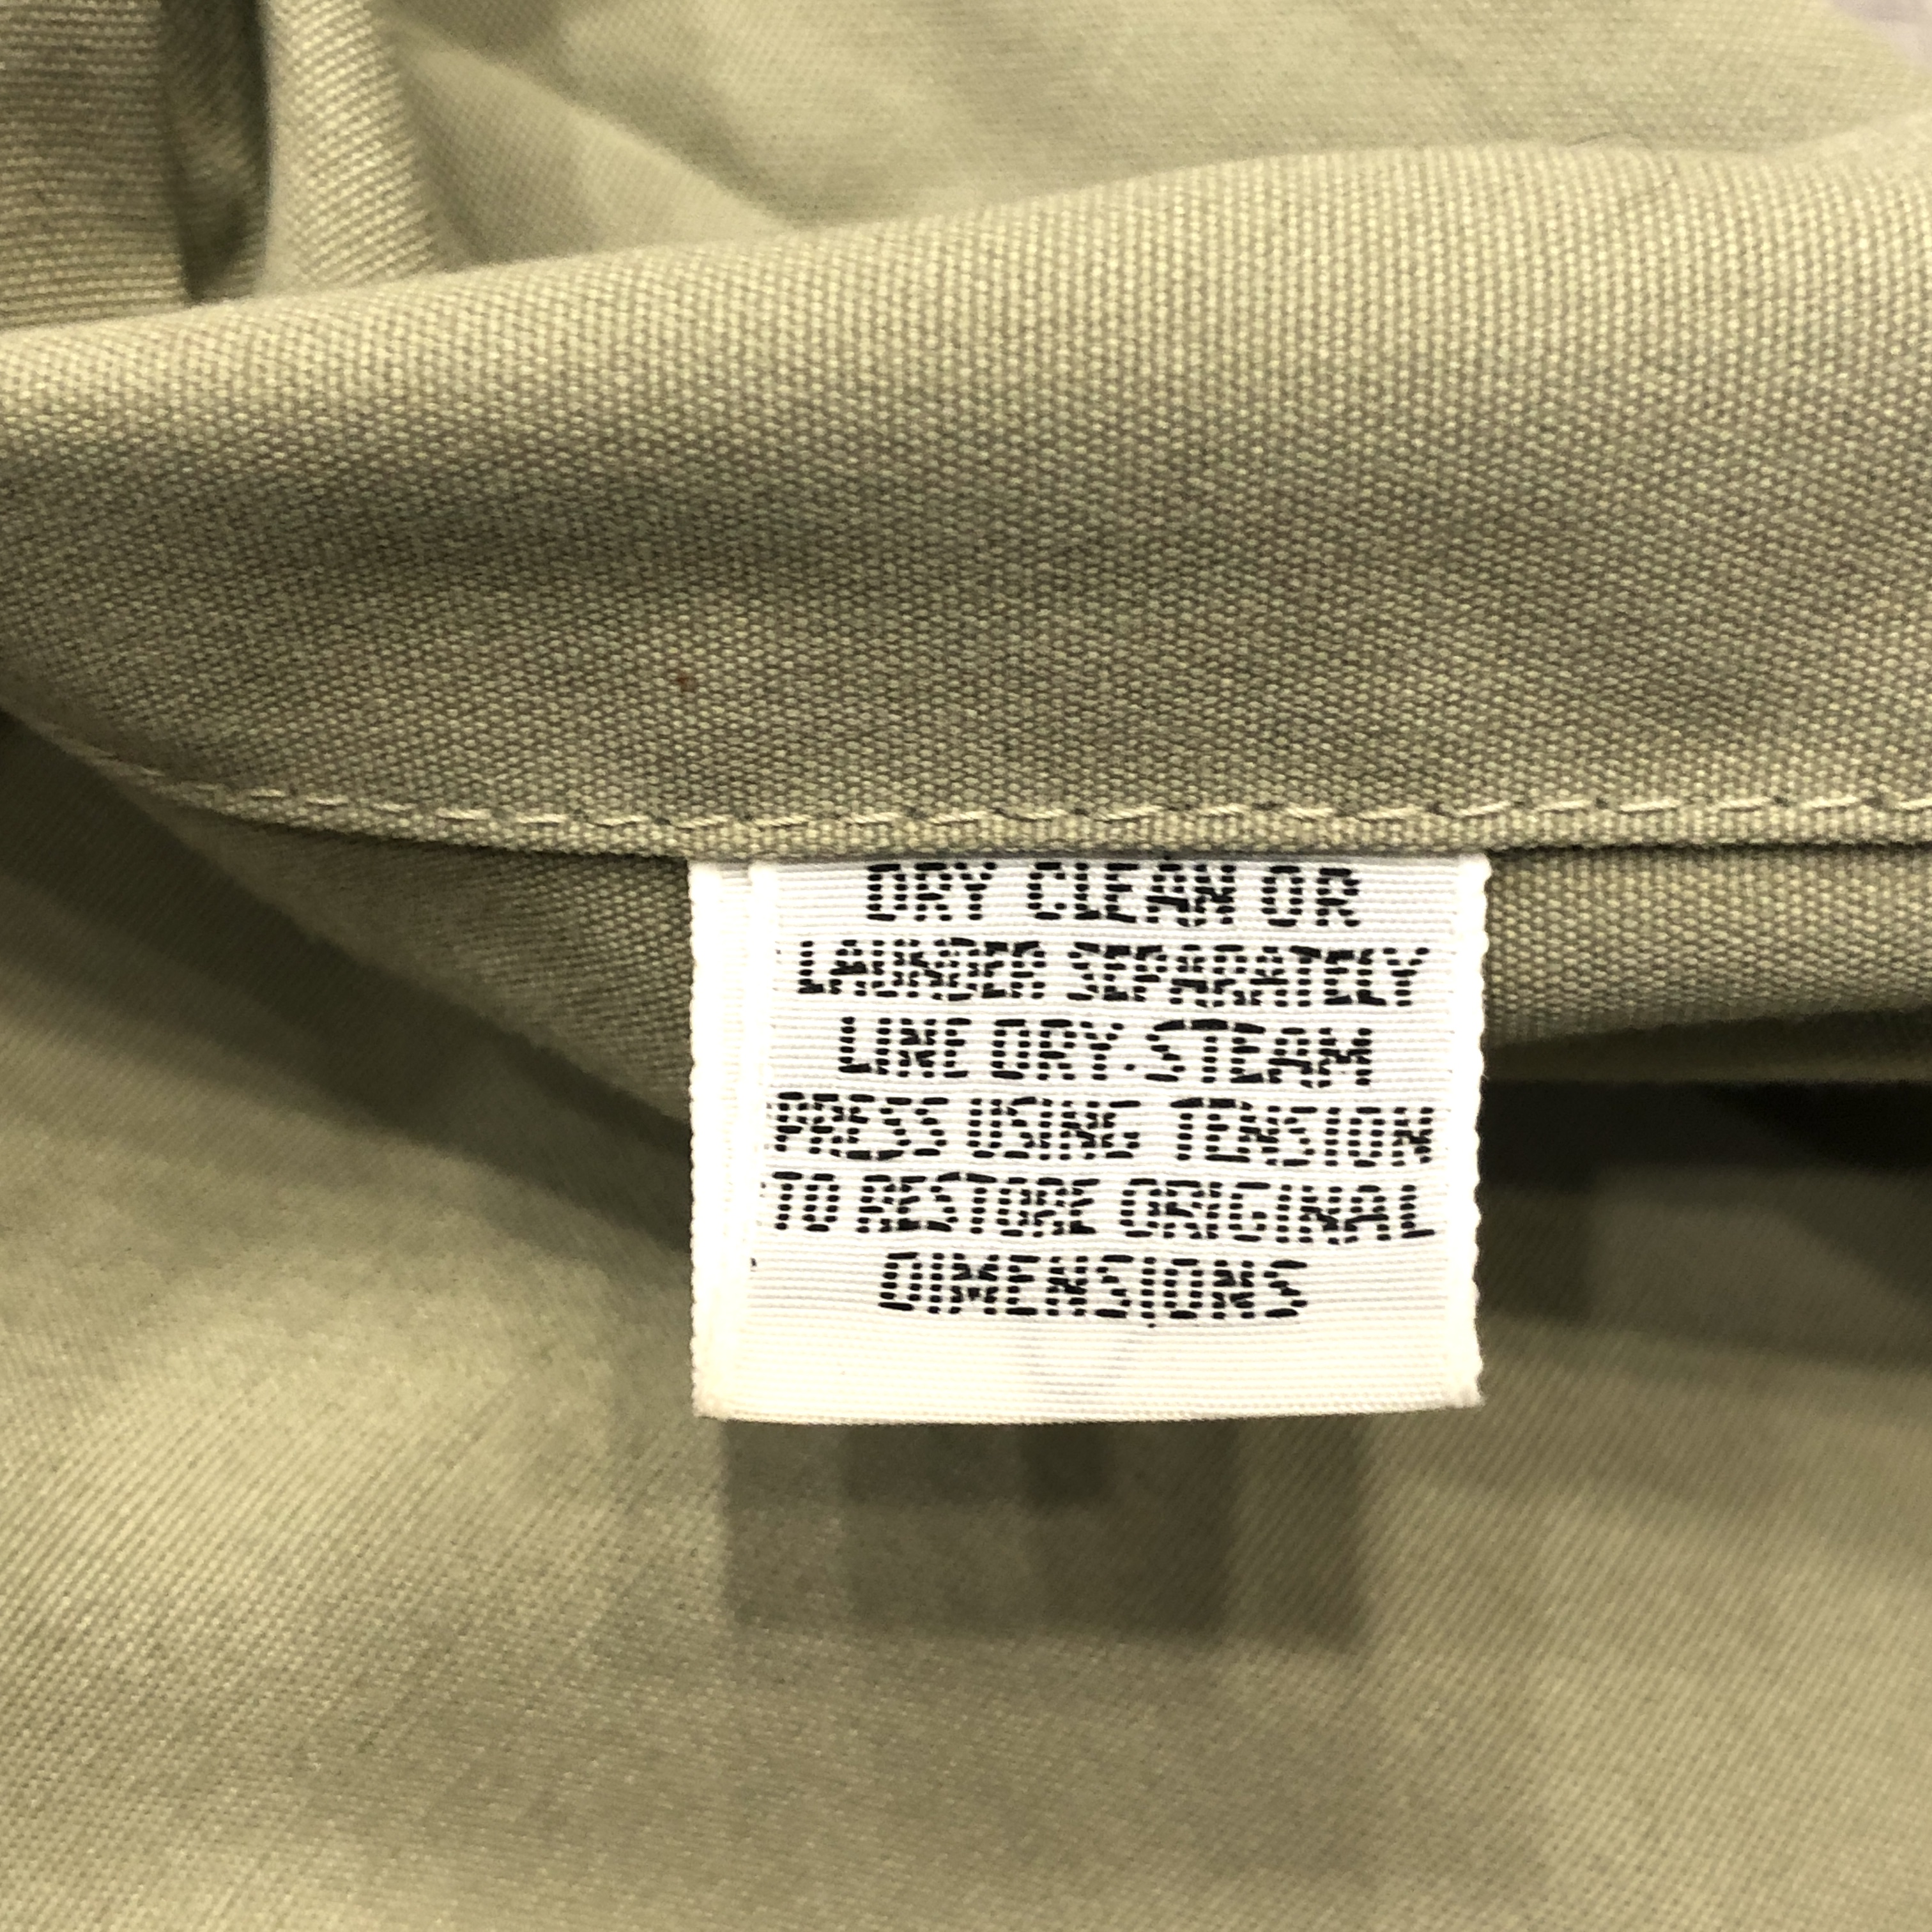 DRY CLEAN OR
LAUNDER SEPARATELY
LINE DRY. STEAM
PRESS USING TENSION
TO RESTORE ORIGINAL
DIMENSIONS